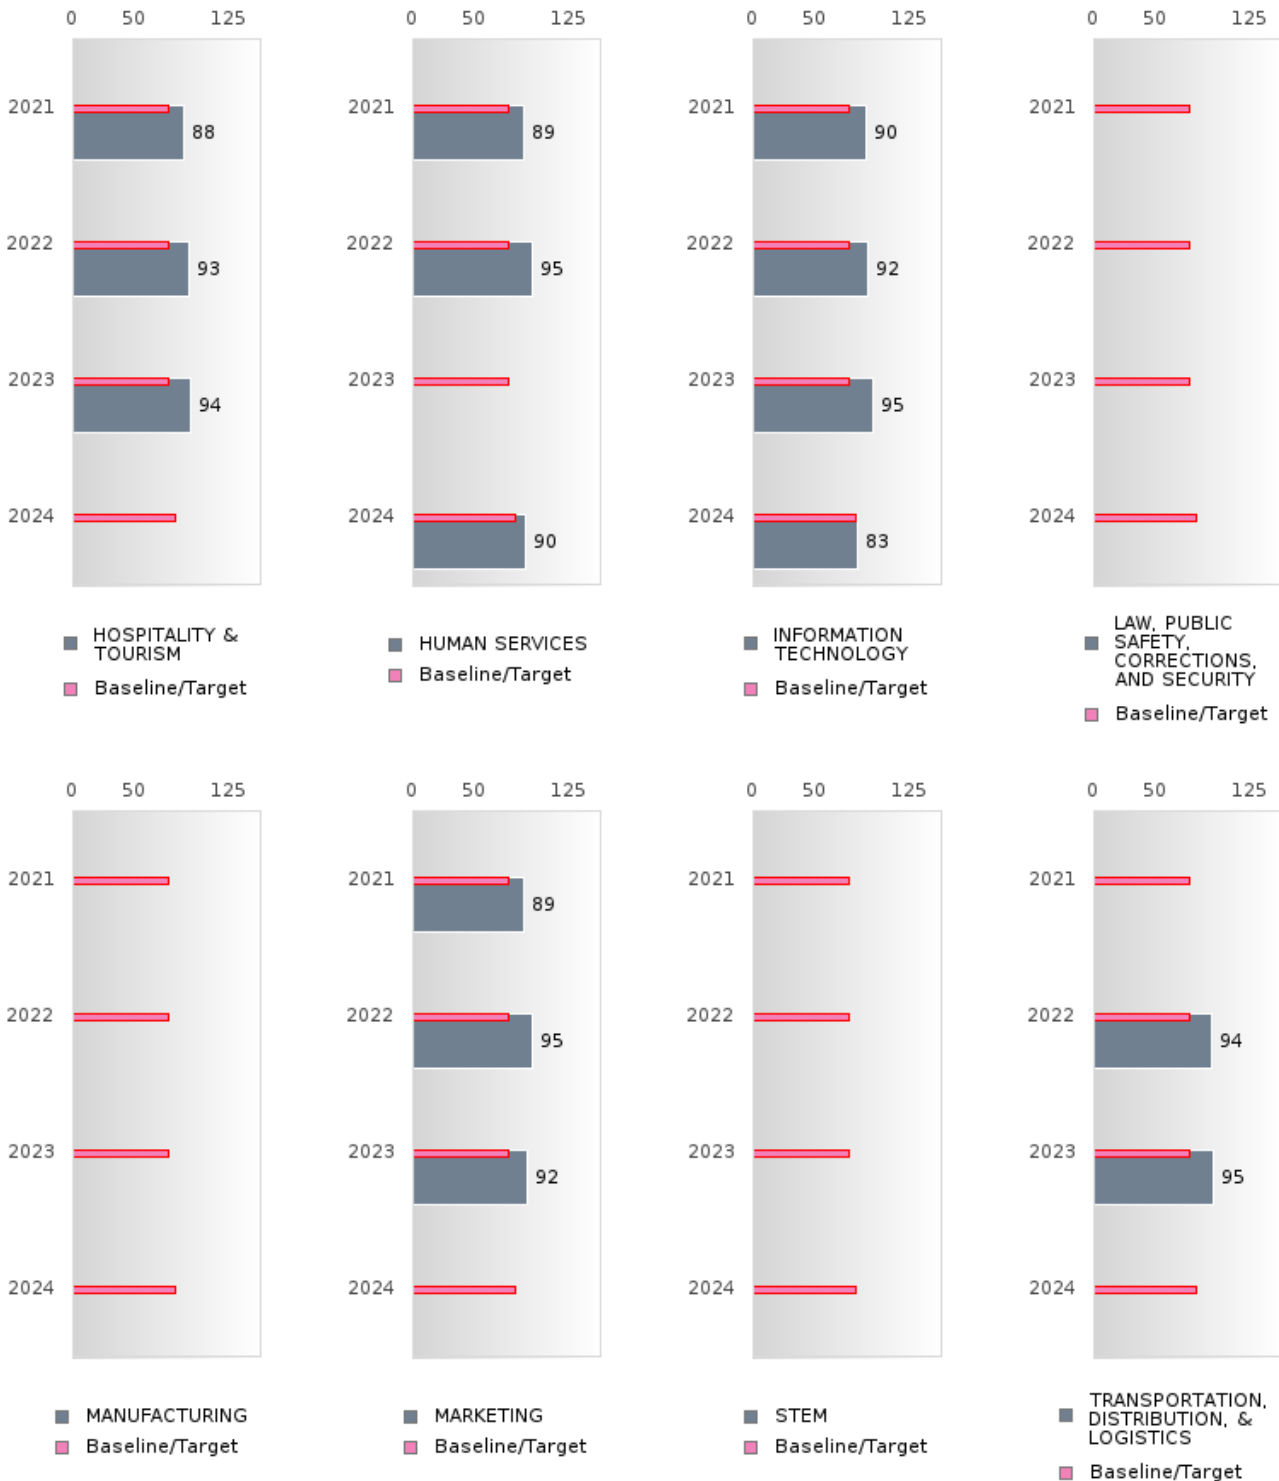 0 50 125
0 50 125
0 50 125
0 50 125
2021
88
2021
89
2021
90
2021
2022
93
2022
95
2022
92
2022
2023
94
2023
2023
95
2023
2024
2024
90
2024
83
2024
HOSPITALITY &
TOURISM
Baseline/Target
HUMAN SERVICES
Baseline/Target
INFORMATION
TECHNOLOGY
Baseline/Target
LAW, PUBLIC
SAFETY,
CORRECTIONS,
AND SECURITY
Baseline/Target
0 50 125
0 50 125
0 50 125
0 50 125
2021
2021
89
2021
2021
2022
2022
95
2022
2022
94
2023
2023
92
2023
2023
95
2024
2024
2024
2024
MANUFACTURING
Baseline/Target
MARKETING
Baseline/Target
STEM
Baseline/Target
TRANSPORTATION,
DISTRIBUTION, &
LOGISTICS
Baseline/Target